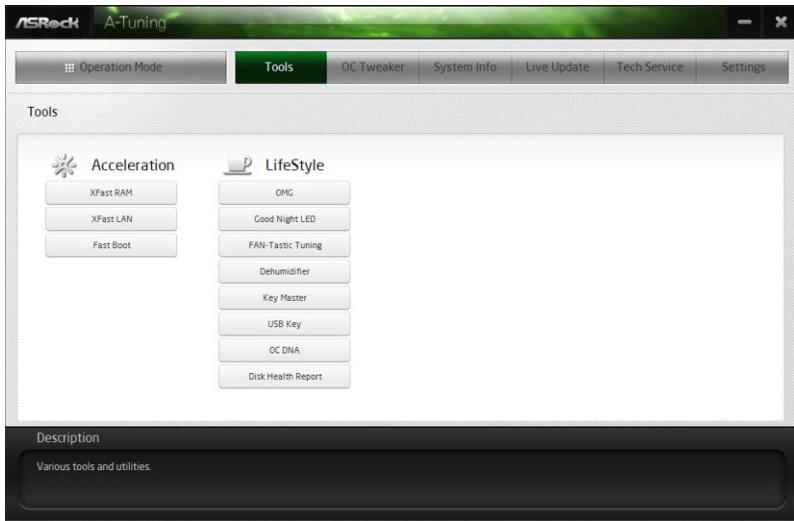 ASRock A-Tuning
Operation Mode Tools OC Tweaker System Info Live Update Tech Service Settings
Tools
Acceleration
XFast RAM
XFast LAN
Fast Boot
LifeStyle
OMG
Good Night LED
FAN-Tastic Tuning
Dehumidifier
Key Master
USB Key
OC DNA
Disk Health Report
Description
Various tools and utilities.